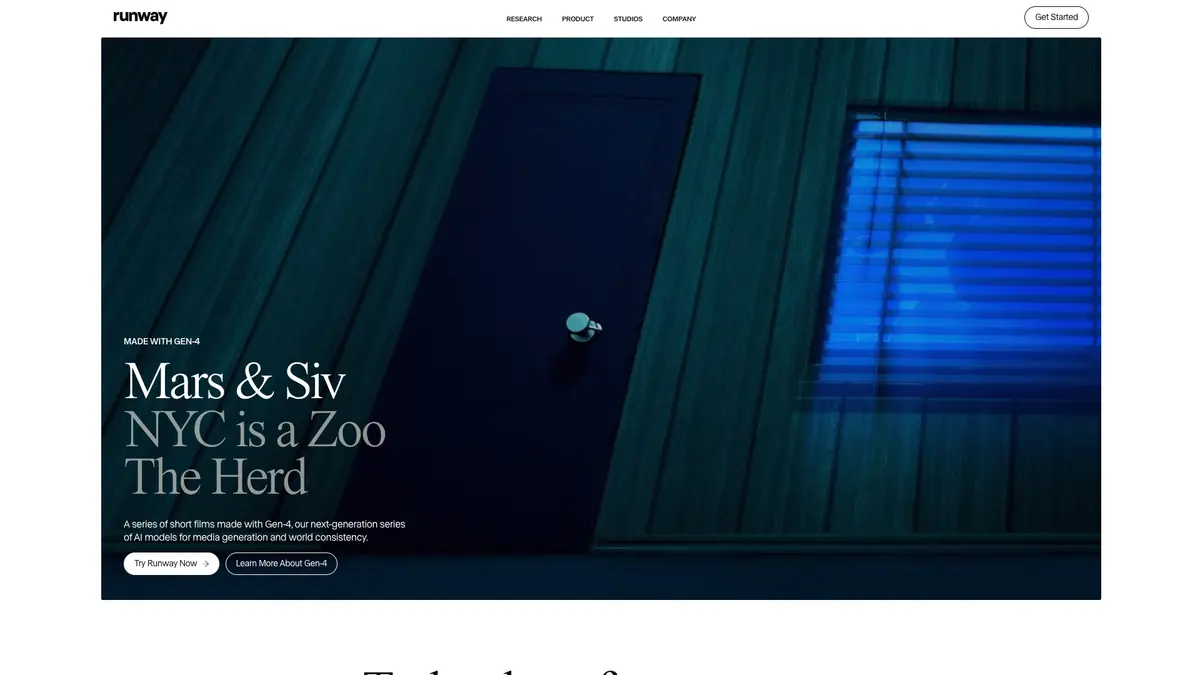 runway
RESEARCH
PRODUCT
STUDIOS
COMPANY
Get Started
MADE WITH GEN-4
Mars & Siv
NYC is a Zoo
The Herd
A series of short films made with Gen-4, our next-generation series
of AI models for media generation and world consistency.
Try Runway Now →
Learn More About Gen-4